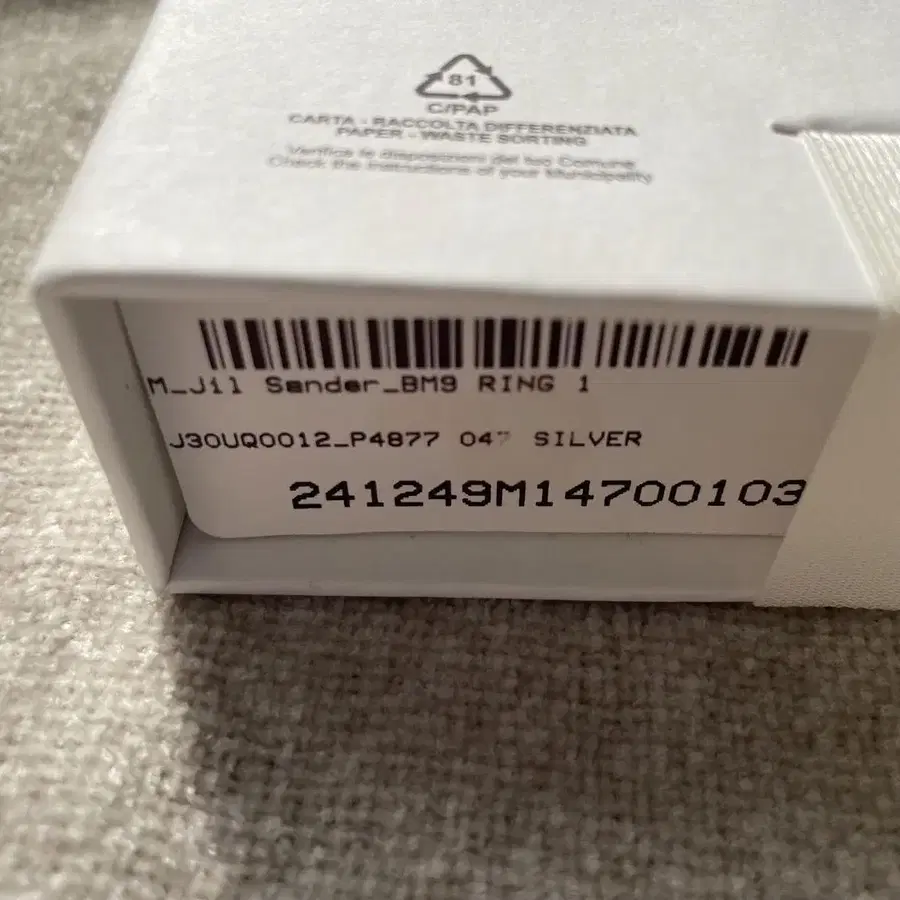 81
C/PAP
CARTA - RACCOLTA DIFFERENZIATA
PAPER - WASTE SORTING
Verifica le disposizioni del tuo Comune
Check the instructions of your Municipality
M_Jil Sander_BM9 RING 1
J30UQ0012_P4877 047 SILVER
241249M14700103